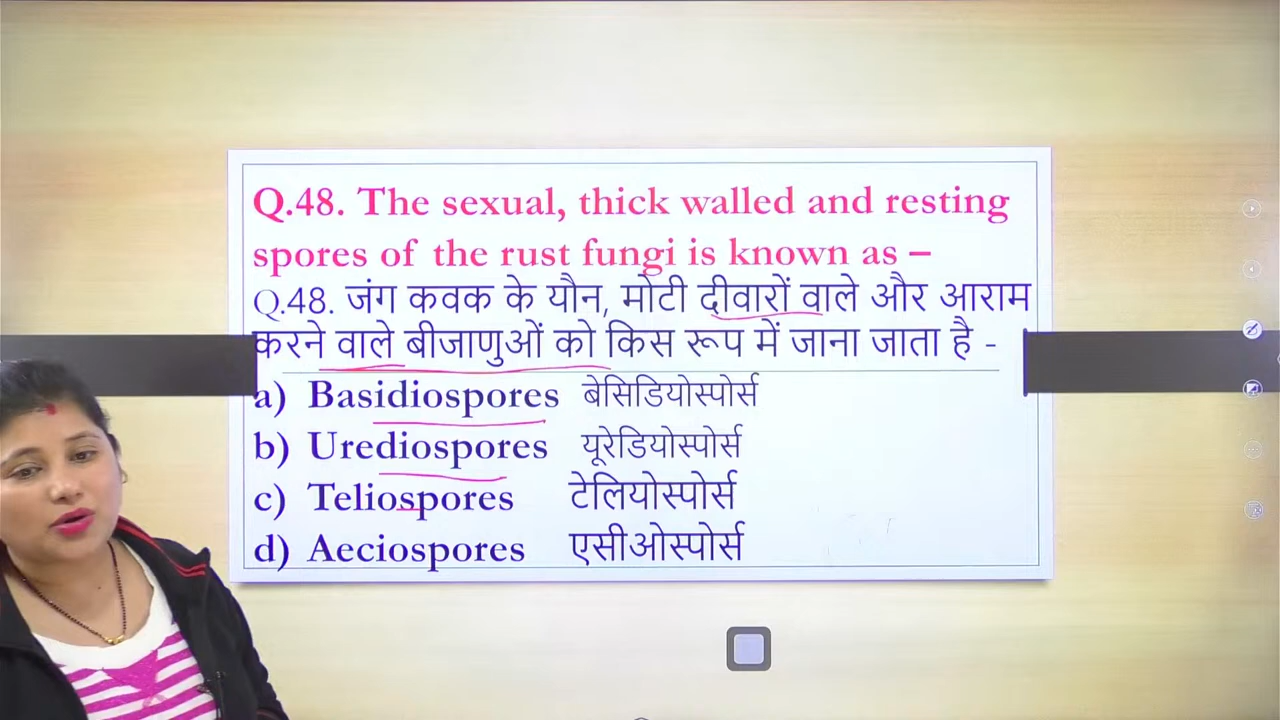 Q.48. The sexual, thick walled and resting
spores of the rust fungi is known as –
Q.48. जंग कवक के यौन, मोटी दीवारों वाले और आराम
करने वाले बीजाणुओं को किस रूप में जाना जाता है -
a) Basidiospores बेसिडियोस्पोर्स
b) Urediospores यूरेडियोस्पोर्स
c) Teliospores टेलियोस्पोर्स
d) Aeciospores एसीओस्पोर्स